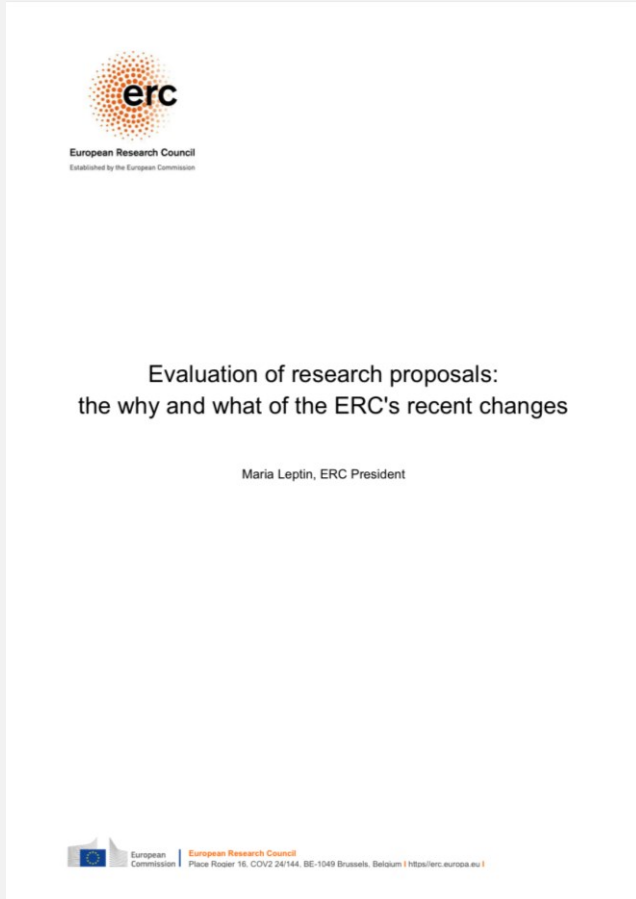 erc
European Research Council
Established by the European Commission
Evaluation of research proposals:
the why and what of the ERC's recent changes
Maria Leptin, ERC President
European
Commission
European Research Council
Place Rogier 16, COV2 24/144, BE-1049 Brussels, Belgium I https//erc.europa.eu I